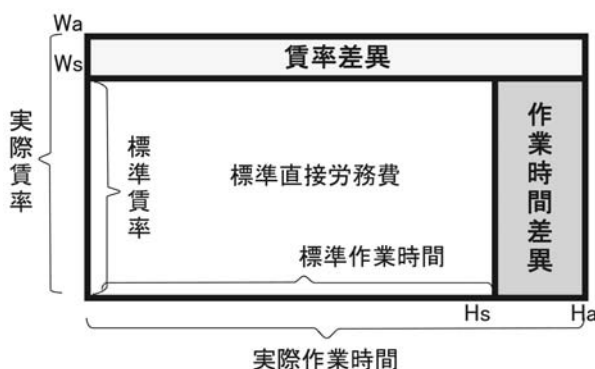 Wa
Ws
賃率差異
実際賃率
標準賃率
標準直接労務費
作業時間差異
標準作業時間
Hs
Ha
実際作業時間